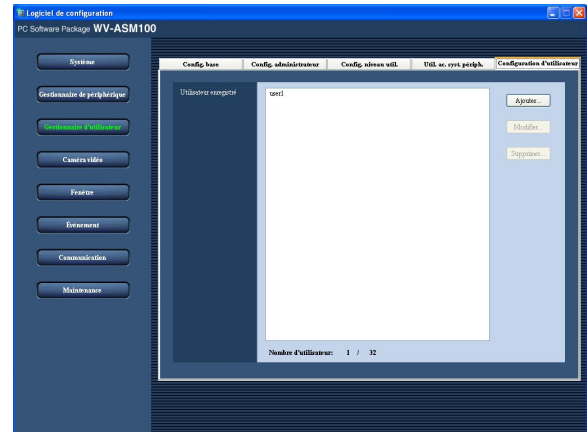 Logiciel de configuration
PC Software Package WV-ASM100
Système
Gestionnaire de périphérique
Gestionnaire d'utilisateur
Caméra vidéo
Fenêtre
Événement
Communication
Maintenance
Config. base
Config. administrateur
Config. niveau util.
Util. ac. syst. périph.
Configuration d'utilisateur
Utilisateur enregistré
user1
Ajouter...
Modifier...
Supprimer...
Nombre d'utilisateur: 1 / 32